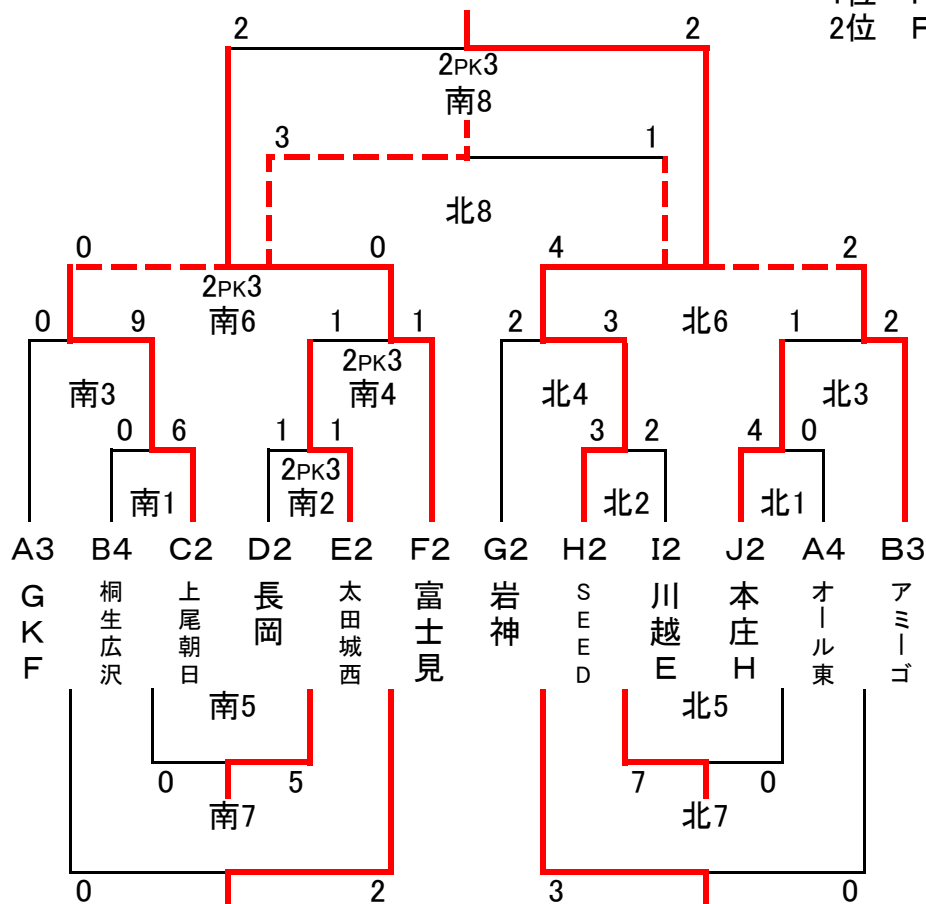 2位 F
2 2
2PK3
南8
3 1
北8
0 0 4 2
2PK3
南6 北6
0 9 1 1 2 3 1 2
2PK3
南3 南4 北4 北3
0 6 1 1 3 2 4 0
2PK3
南1 南2 北2 北1
A3 B4 C2 D2 E2 F2 G2 H2 I2 J2 A4 B3
GKF
桐生広沢
上尾朝日
長岡
太田城西
富士見
岩神
SEED
川越E
本庄H
オール東
アミーゴ
南5 北5
0 5 7 0
南7 北7
0 2 3 0